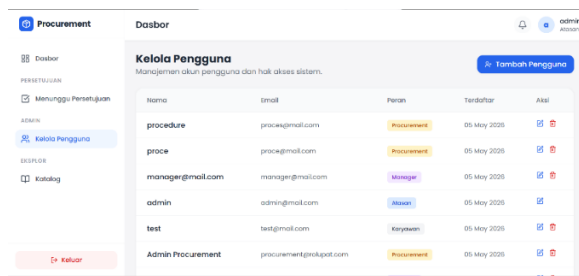 Procurement
Dasbor
admin
Atasan
Dasbor
PERSETUJUAN
Menunggu Persetujuan
ADMIN
Kelola Pengguna
EKSPLOR
Katalog
Keluar
Kelola Pengguna
Manajemen akun pengguna dan hak akses sistem.
Tambah Pengguna
Nama Email Peran Terdaftar Aksi
procedure proces@mail.com Procurement 05 May 2026
proce proce@mail.com Procurement 05 May 2026
manager@mail.com manager@mail.com Manager 05 May 2026
admin admin@mail.com Atasan 05 May 2026
test test@mail.com Karyawan 05 May 2026
Admin Procurement Procurement 05 May 2026